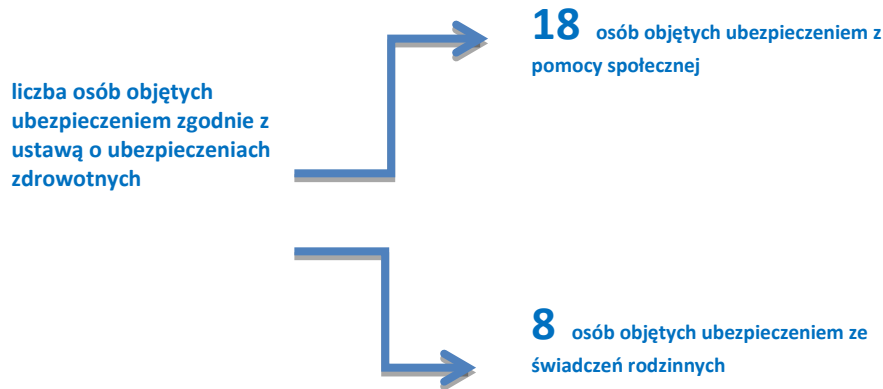 liczba osób objętych
ubezpieczeniem zgodnie z
ustawą o ubezpieczeniach
zdrowotnych
18 osób objętych ubezpieczeniem z
pomocy społecznej
8 osób objętych ubezpieczeniem ze
świadczeń rodzinnych